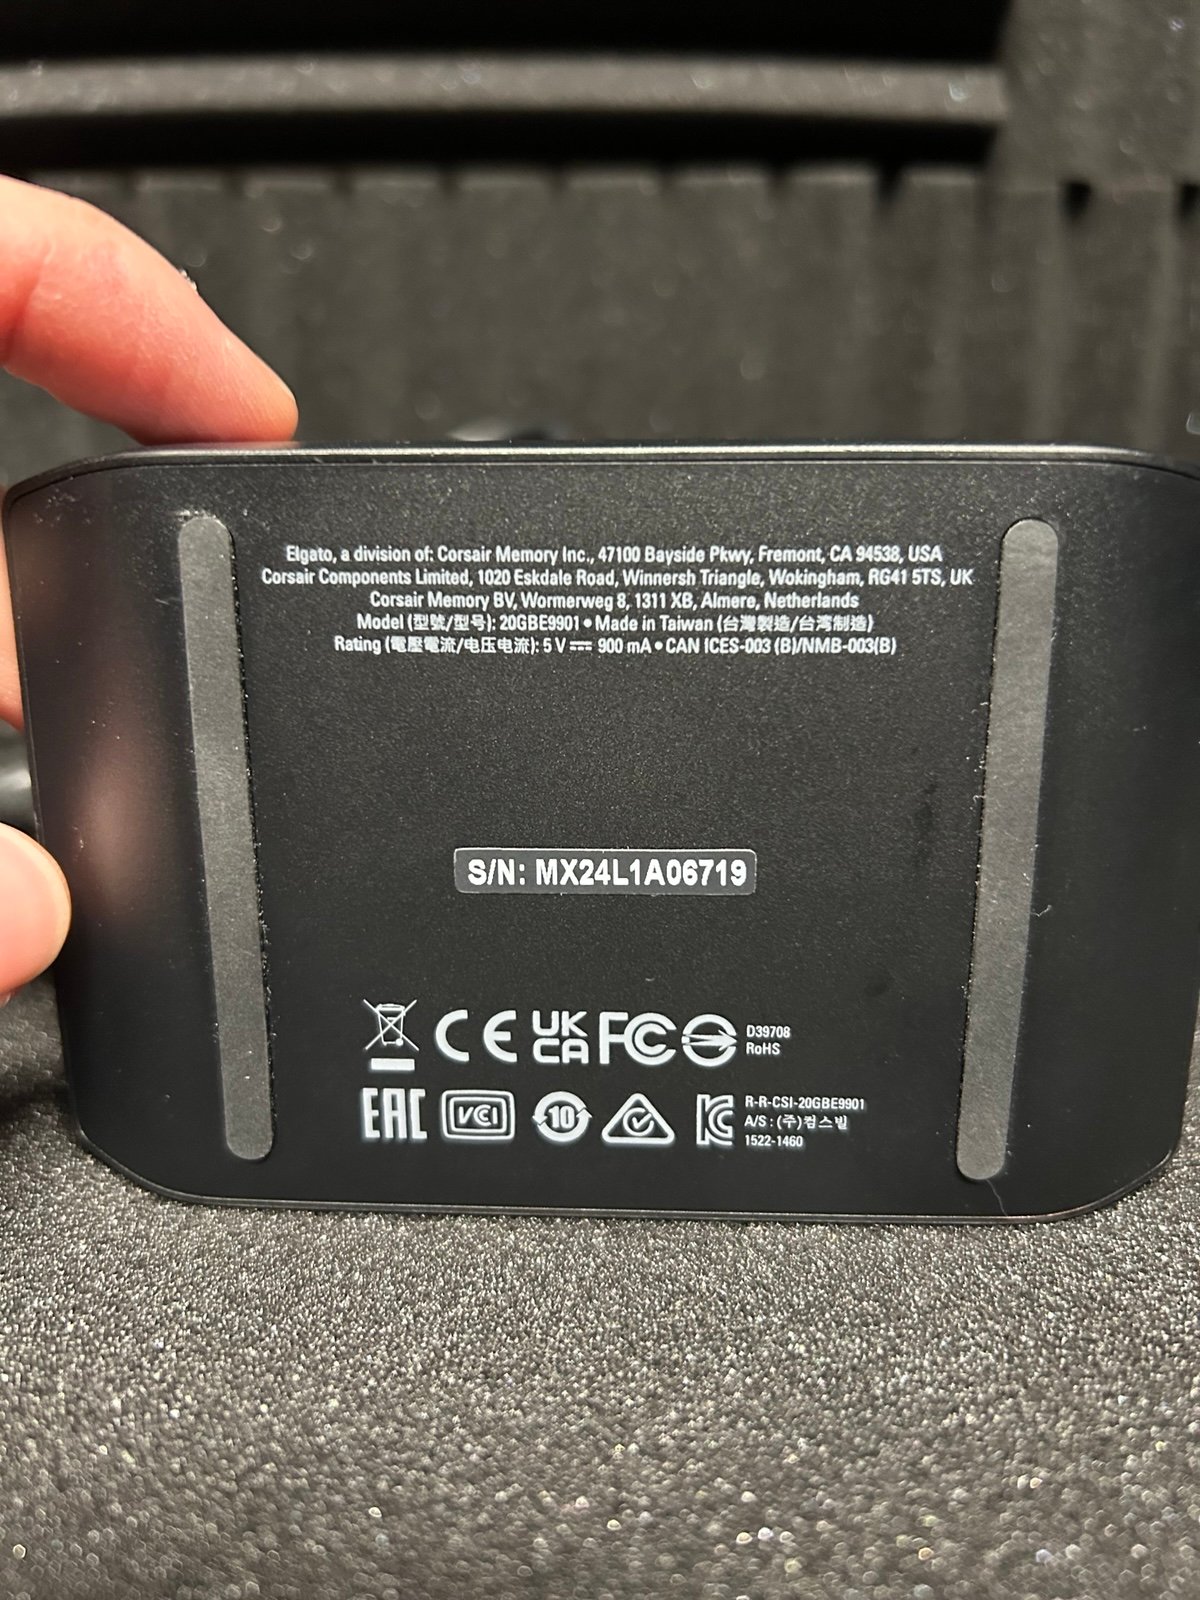 Elgato, a division of: Corsair Memory Inc., 47100 Bayside Pkwy, Fremont, CA 94538, USA
Corsair Components Limited, 1020 Eskdale Road, Winnersh Triangle, Wokingham, RG41 5TS, UK
Corsair Memory BV, Wormerweg 8, 1311 XB, Almere, Netherlands
Model (型號/型号): 20GBE9901 • Made in Taiwan (台灣製造/台湾制造)
Rating (電壓電流/电压电流): 5 V ⎓ 900 mA • CAN ICES-003 (B)/NMB-003(B)
S/N: MX24L1A06719
CE UK CA FC D39708 RoHS
EAC VCI 10 KC R-R-CSI-20GBE9901
A/S : (주)컴스빌
1522-1460